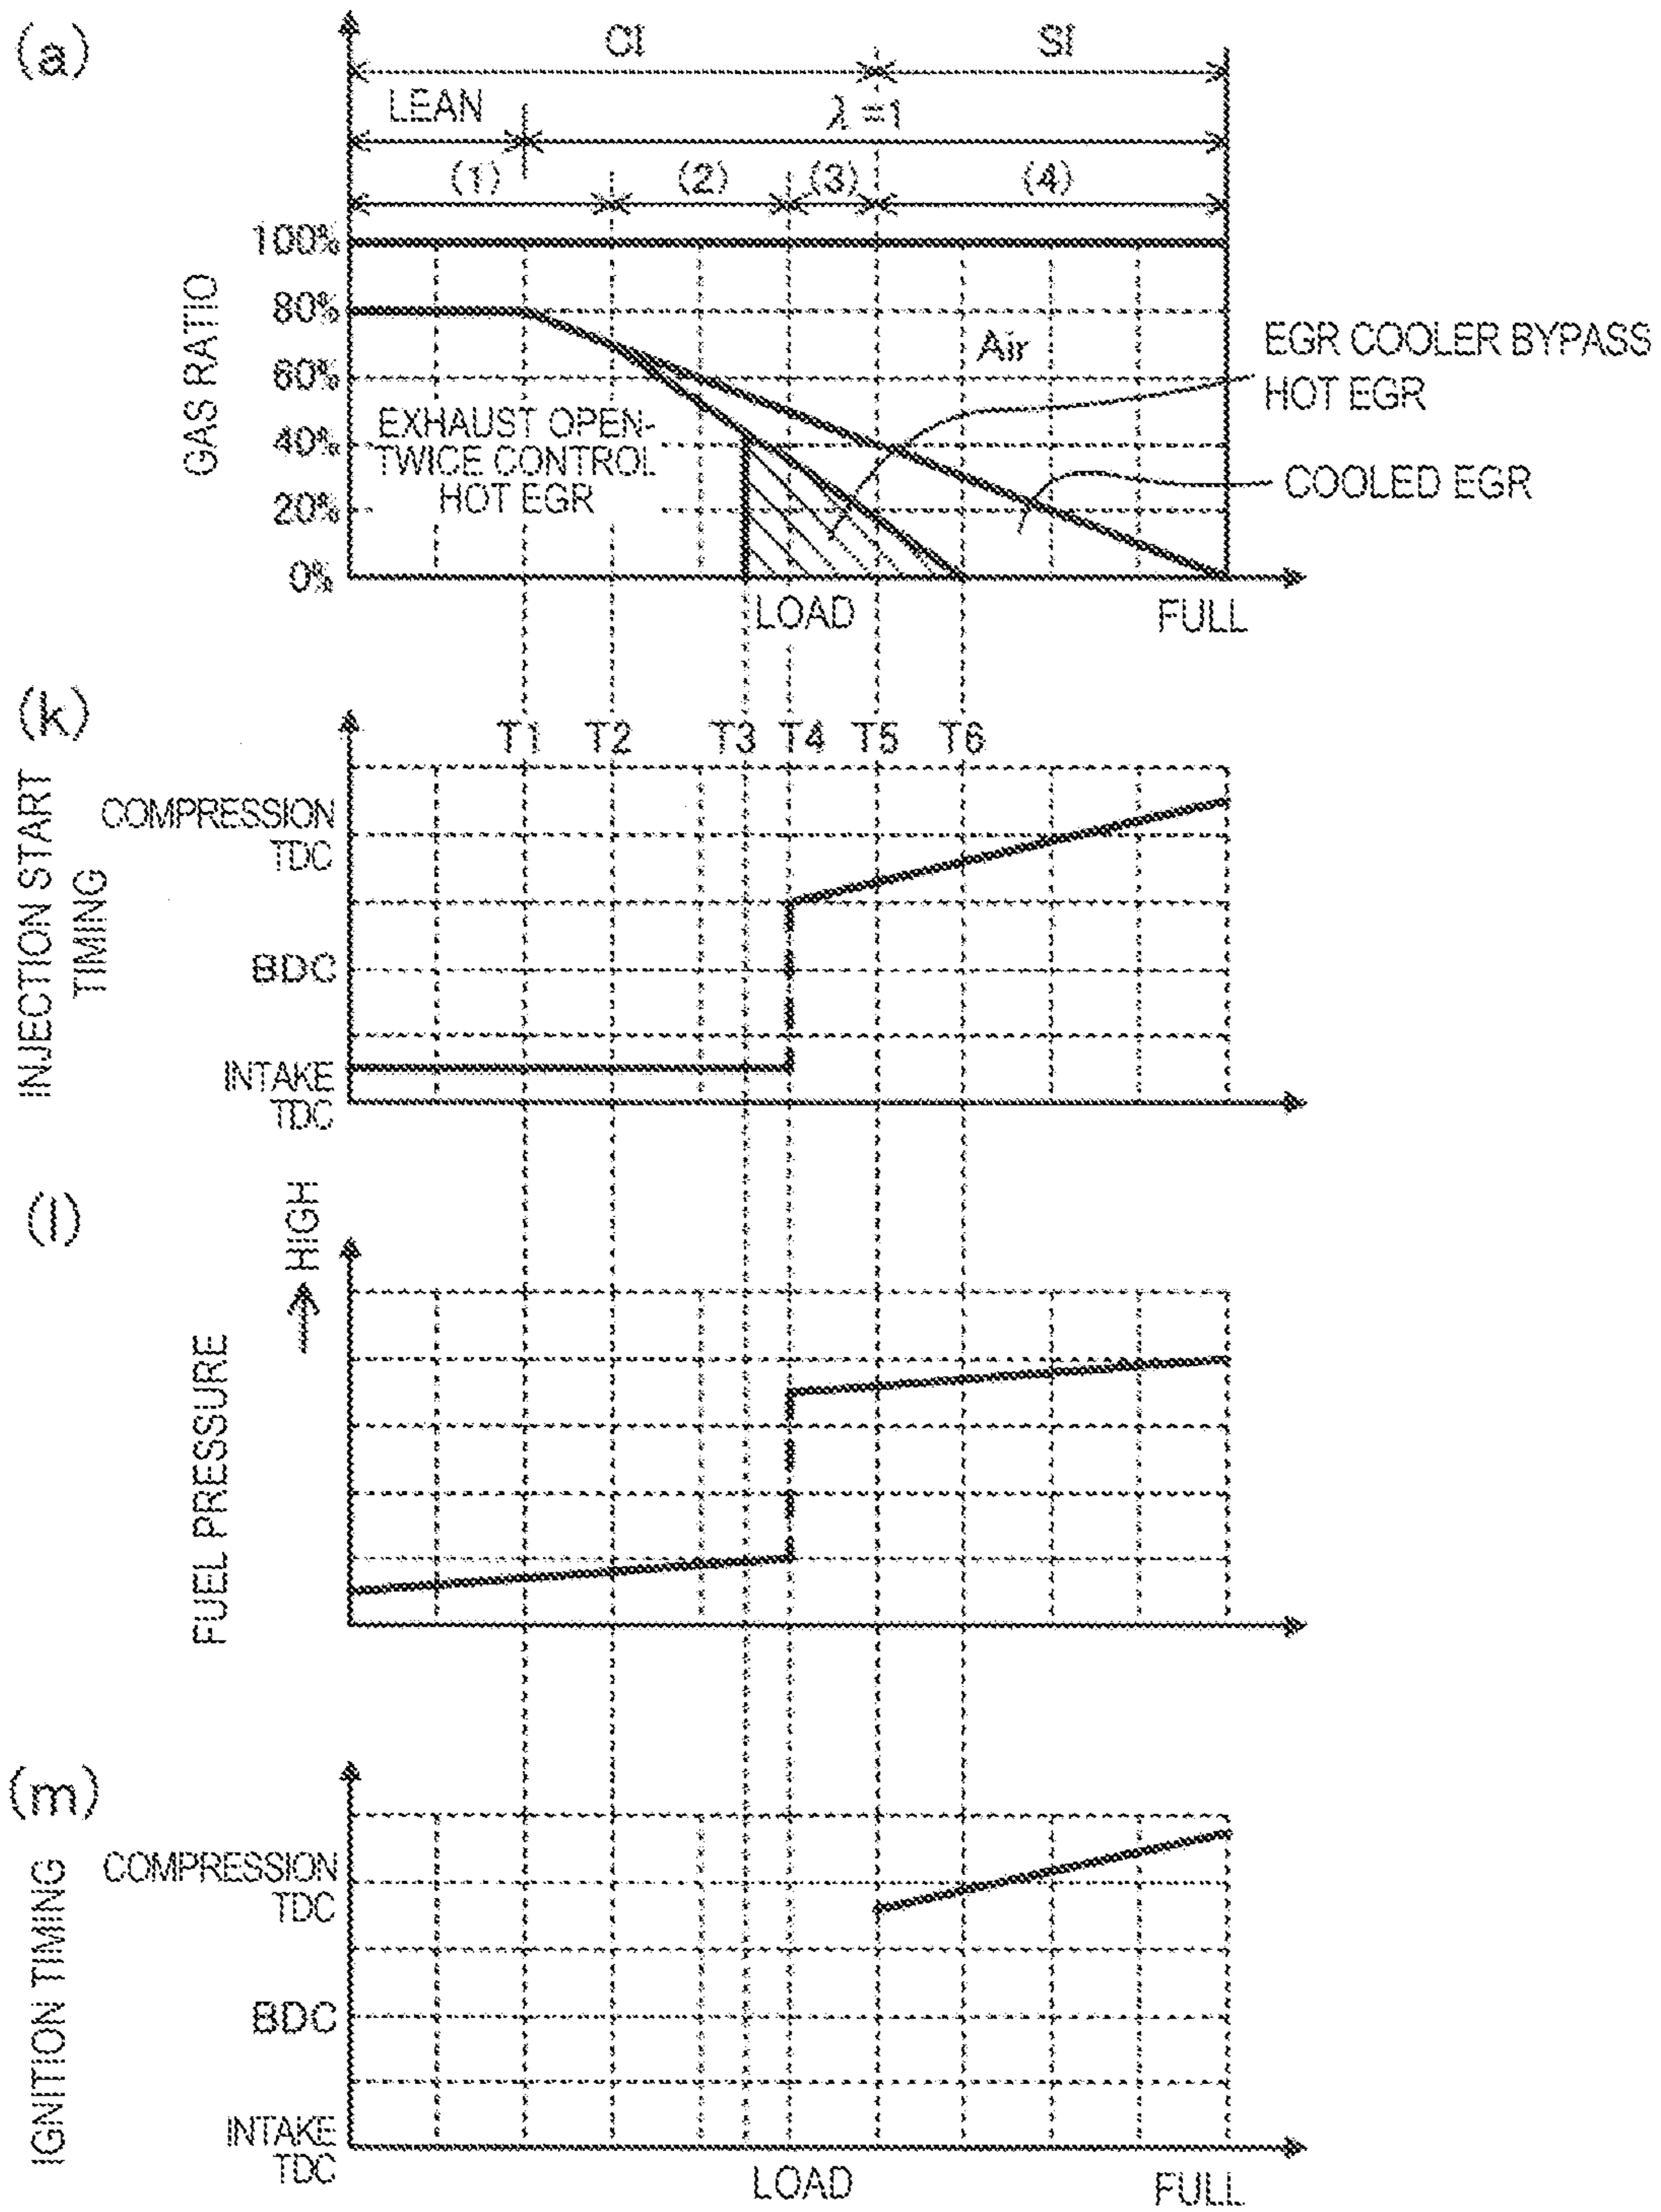 (a)
CI
SI
LEAN
λ=1
(1)
(2)
(3)
(4)
GAS RATIO
100%
80%
60%
40%
20%
0%
Air
EXHAUST OPEN-
TWICE CONTROL
HOT EGR
EGR COOLER BYPASS
HOT EGR
COOLED EGR
LOAD
FULL
(k)
T1
T2
T3
T4
T5
T6
INJECTION START
TIMING
COMPRESSION
TDC
BDC
INTAKE
TDC
(l)
HIGH
FUEL PRESSURE
(m)
IGNITION TIMING
COMPRESSION
TDC
BDC
INTAKE
TDC
LOAD
FULL